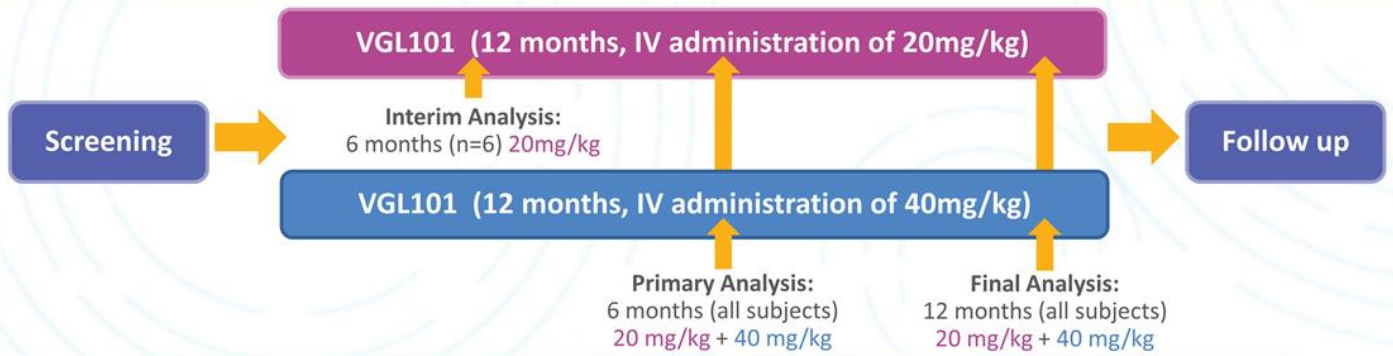 VGL101 (12 months, IV administration of 20mg/kg)
Screening
Interim Analysis:
6 months (n=6) 20mg/kg
Follow up
VGL101 (12 months, IV administration of 40mg/kg)
Primary Analysis:
6 months (all subjects)
20 mg/kg + 40 mg/kg
Final Analysis:
12 months (all subjects)
20 mg/kg + 40 mg/kg